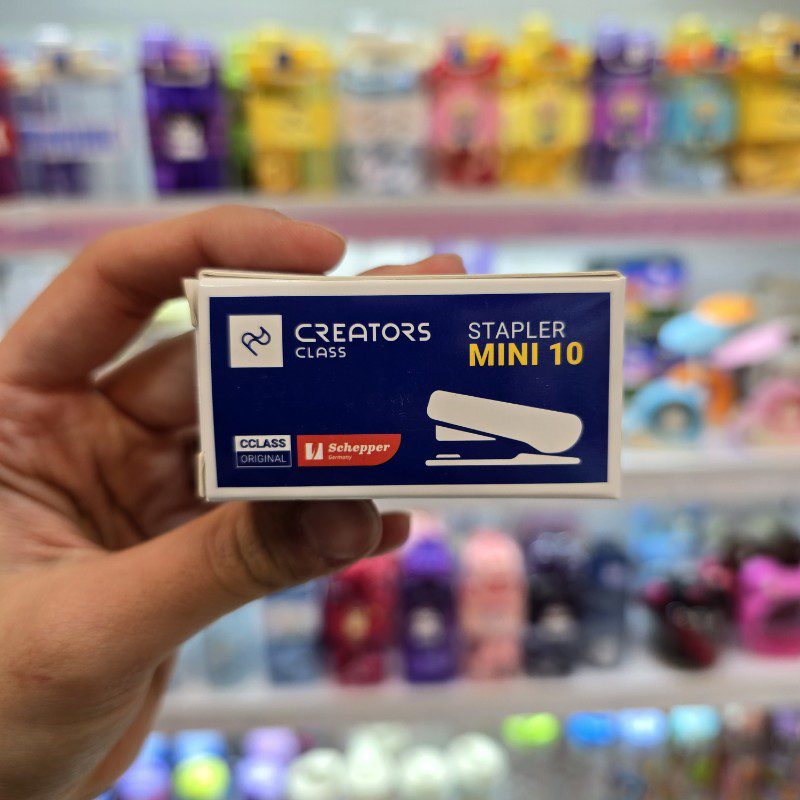 CREATORS
CLASS
STAPLER
MINI 10
CCLASS
ORIGINAL
Schepper
Germany